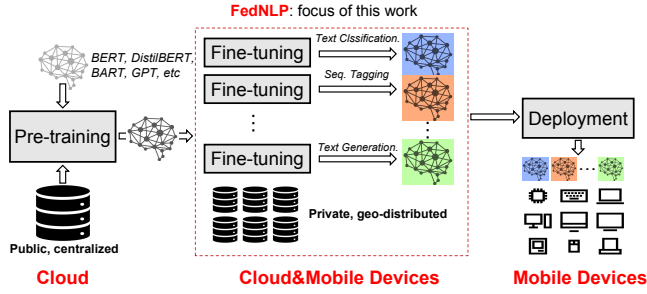 FedNLP: focus of this work
BERT, DistilBERT,
BART, GPT, etc
Pre-training
Public, centralized
Cloud
Fine-tuning
Text Clssification.
Fine-tuning
Seq. Tagging
Fine-tuning
Text Generation.
Private, geo-distributed
Cloud&Mobile Devices
Deployment
Mobile Devices